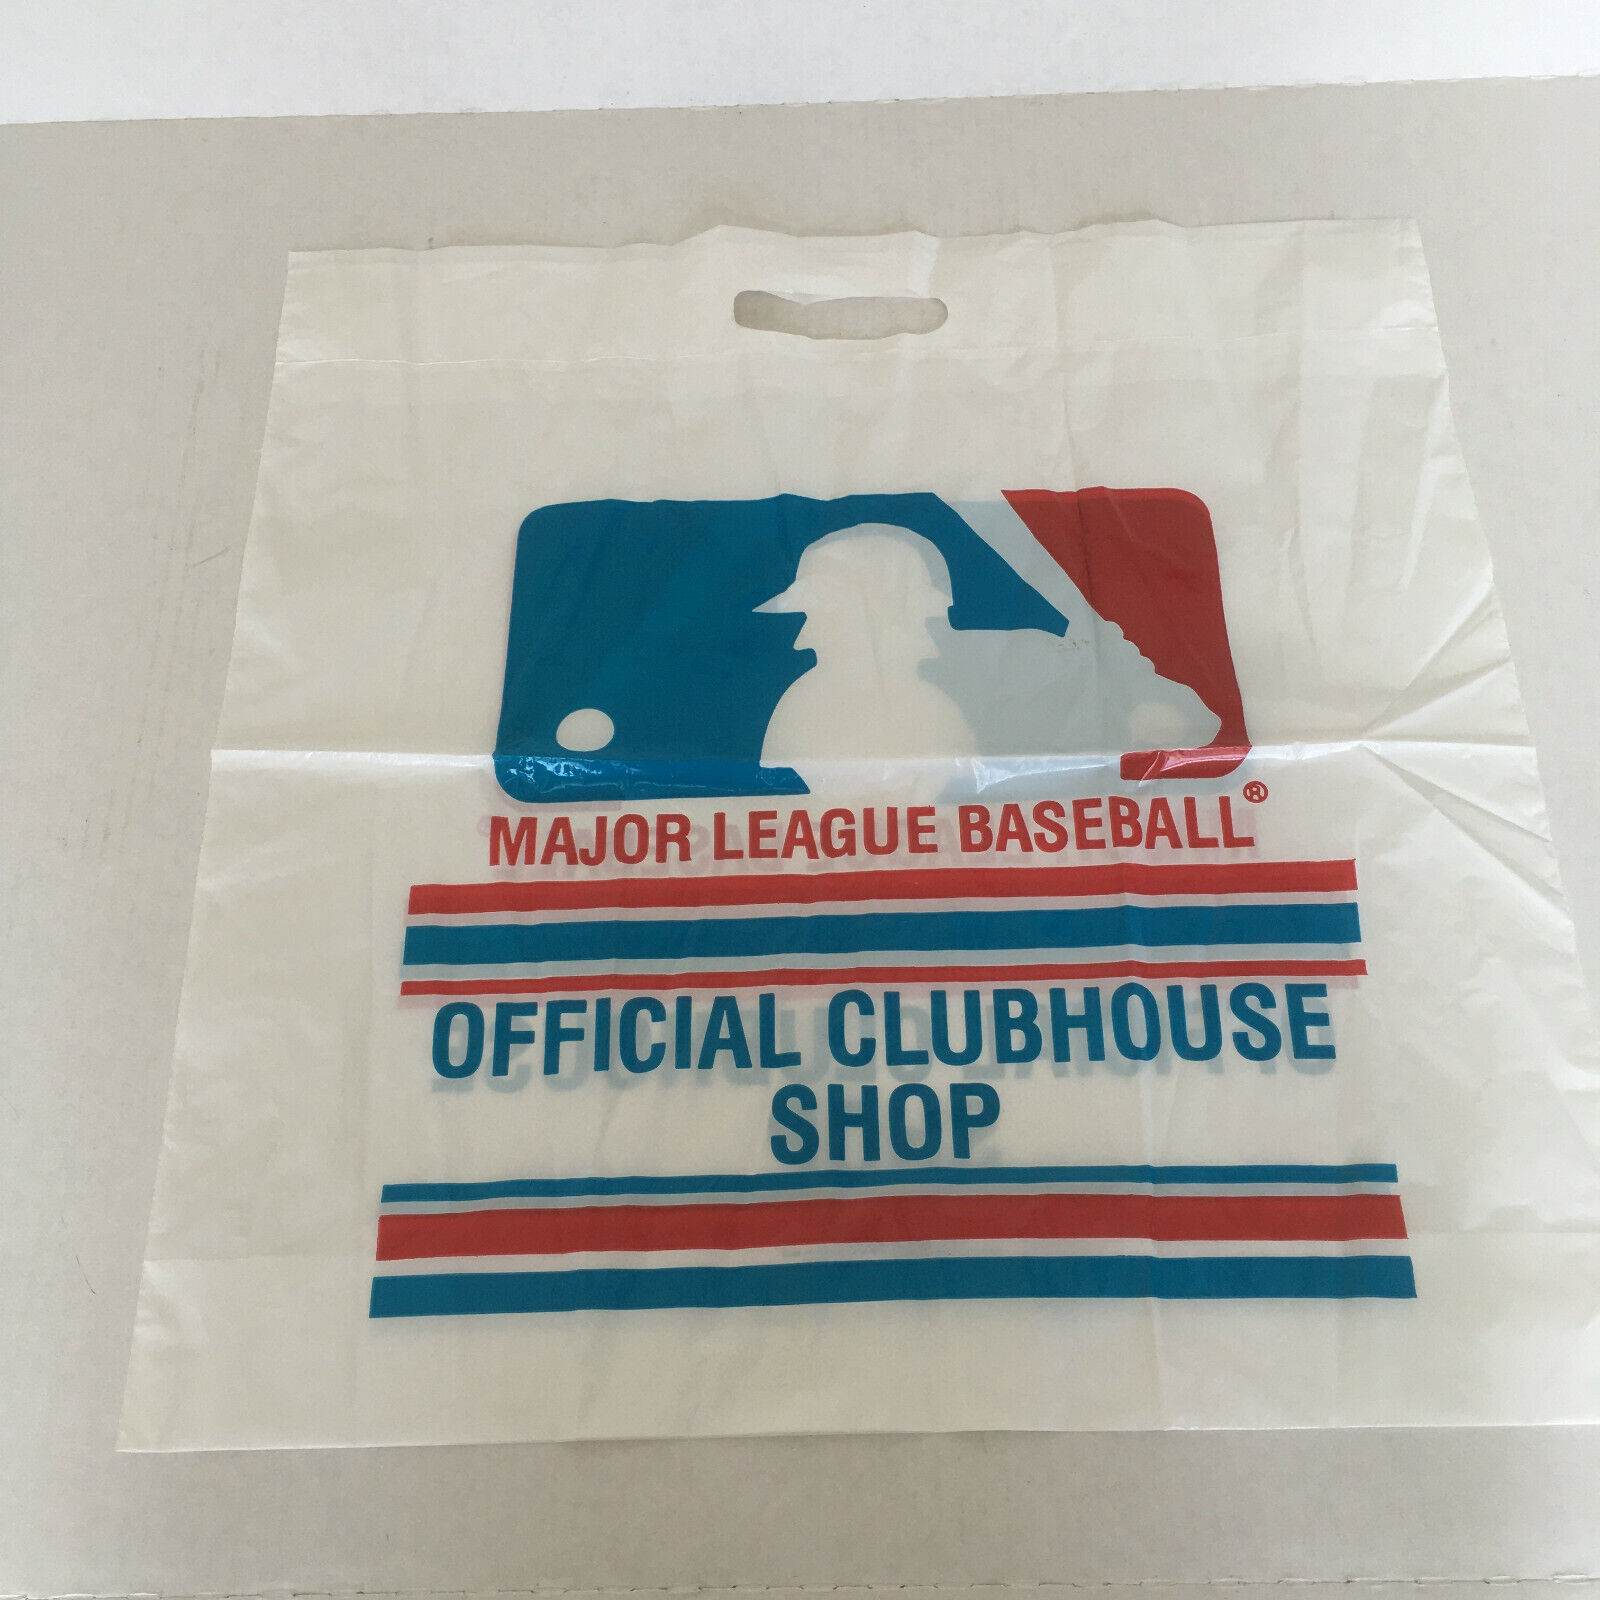 MAJOR LEAGUE BASEBALL®
OFFICIAL CLUBHOUSE
SHOP